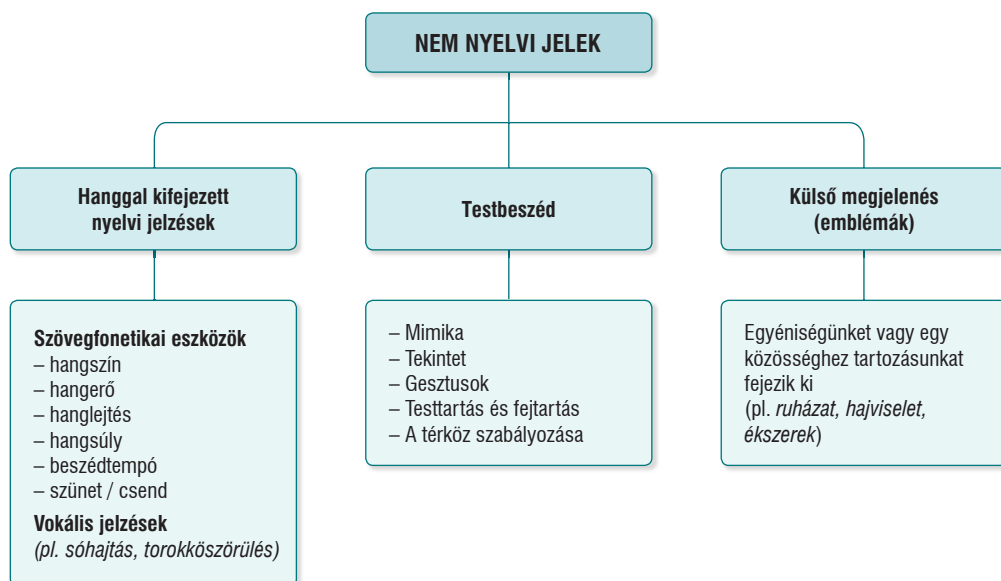 NEM NYELVI JELEK
Hanggal kifejezett
nyelvi jelzések
Szövegfonetikai eszközök
– hangszín
– hangerő
– hanglejtés
– hangsúly
– beszédtempó
– szünet / csend
Vokális jelzések
(pl. sóhajtás, torokköszörülés)
Testbeszéd
– Mimika
– Tekintet
– Gesztusok
– Testtartás és fejtartás
– A térköz szabályozása
Külső megjelenés
(emblémák)
Egyéniségünket vagy egy
közösséghez tartozásunkat
fejezik ki
(pl. ruházat, hajviselet,
ékszerek)